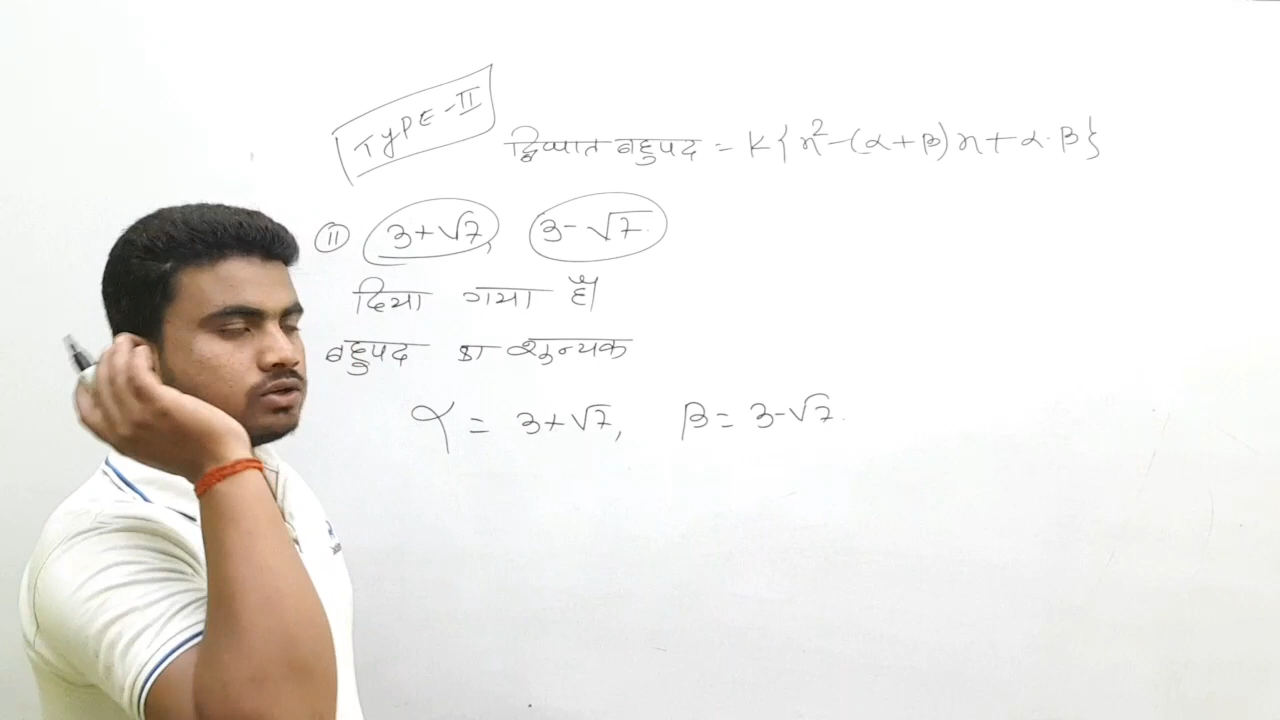 TYPE-II
द्विघात बहुपद = K{x²-(α+β)x+α·β}
(ii) 3+√7, 3-√7.
दिया गया है।
बहुपद का शून्यक
α = 3+√7, β = 3-√7.